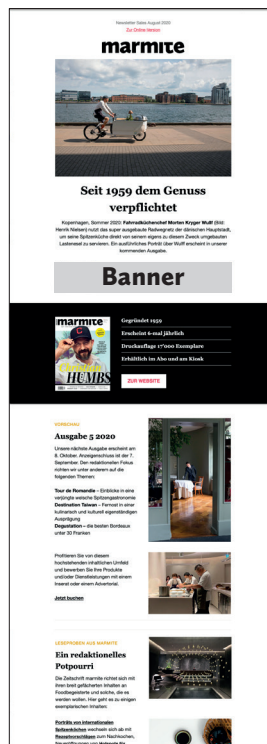 Newsletter Sales August 2020
Zur Online-Version
marmite
Seit 1959 dem Genuss
verpflichtet
Kopenhagen, Sommer 2020: Fahrradküchenchef Morten Kryger Wulff (Bild:
Henrik Nielsen) nutzt das super ausgebaute Radwegnetz der dänischen Hauptstadt,
um seine Spitzenküche direkt von seinem eigens zu diesem Zweck umgebauten
Lastenesel zu servieren. Ein ausführliches Porträt über Wulff erscheint in unserer
kommenden Ausgabe.
Banner
marmite
HUMBS
Gegründet 1959
Erscheint 6-mal jährlich
Druckauflage 17'000 Exemplare
Erhältlich im Abo und am Kiosk
ZUR WEBSITE
VORSCHAU
Ausgabe 5 2020
Unsere nächste Ausgabe erscheint am
8. Oktober. Anzeigenschluss ist der 7.
September. Den redaktionellen Fokus
richten wir unter anderem auf die
folgenden Themen:
Tour de Romandie – Einblicke in eine
verjüngte welsche Spitzengastronomie
Destination Taiwan – Fernost in einer
kulinarisch und kulturell eigenständigen
Ausprägung
Degustation – die besten Bordeaux
unter 30 Franken
Profitieren Sie von diesem
hochstehenden inhaltlichen Umfeld
und bewerben Sie Ihre Produkte
und/oder Dienstleistungen mit einem
Inserat oder einem Advertorial.
Jetzt buchen
LESEPROBEN AUS MARMITE
Ein redaktionelles
Potpourri
Die Zeitschrift marmite richtet sich mit
ihren breit gefächerten Inhalten an
Foodbegeisterte und solche, die es
werden wollen. Hier geht es zu einigen
exemplarischen Inhalten:
Porträts von internationalen
Spitzenköchen wechseln sich ab mit
Rezeptvorschlägen zum Nachkochen,